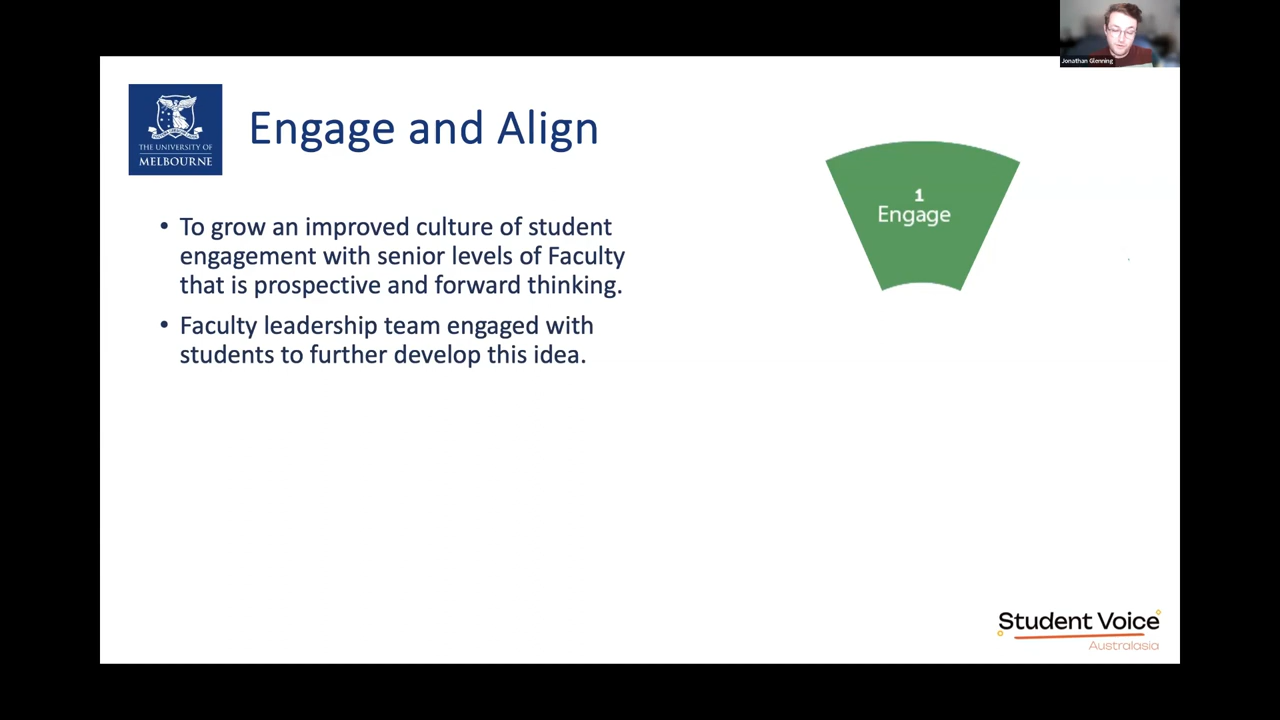 Jonathan Glenning
THE UNIVERSITY OF
MELBOURNE
Engage and Align
• To grow an improved culture of student
engagement with senior levels of Faculty
that is prospective and forward thinking.
• Faculty leadership team engaged with
students to further develop this idea.
1
Engage
Student Voice
Australasia